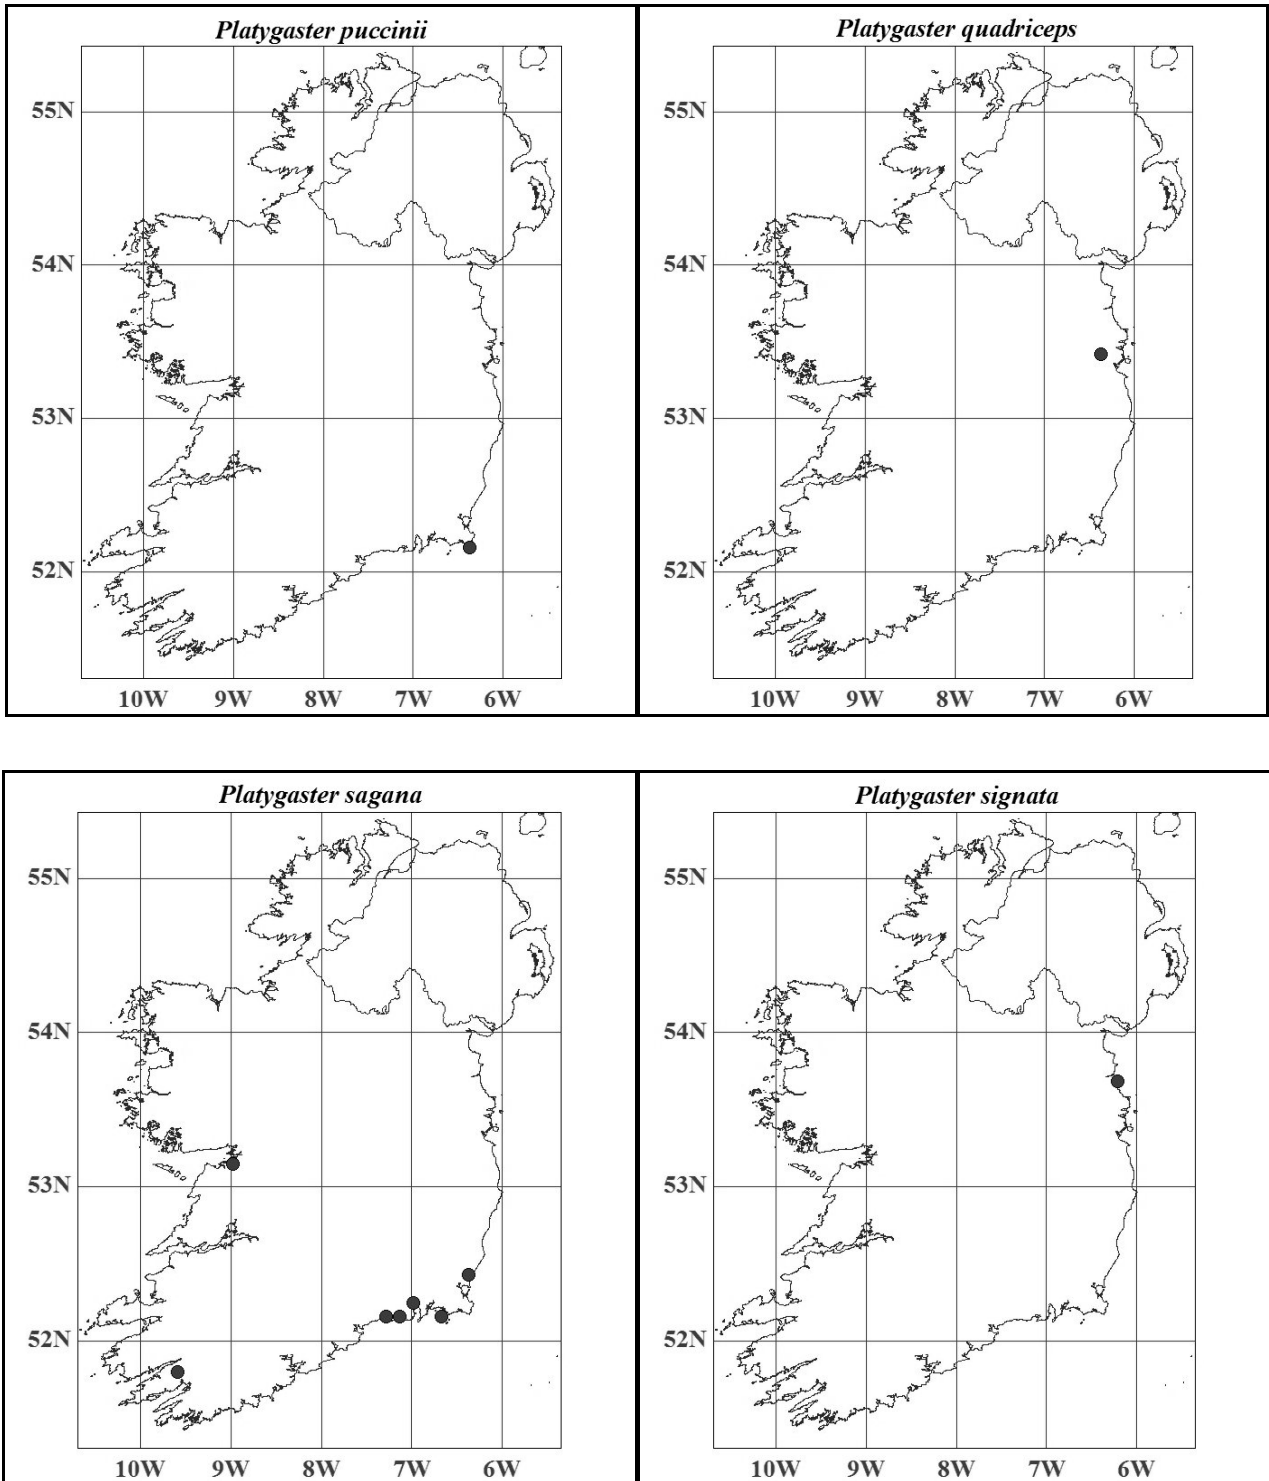 Platygaster puccinii
55N
54N
53N
52N
10W 9W 8W 7W 6W
Platygaster quadriceps
55N
54N
53N
52N
10W 9W 8W 7W 6W
Platygaster sagana
55N
54N
53N
52N
10W 9W 8W 7W 6W
Platygaster signata
55N
54N
53N
52N
10W 9W 8W 7W 6W